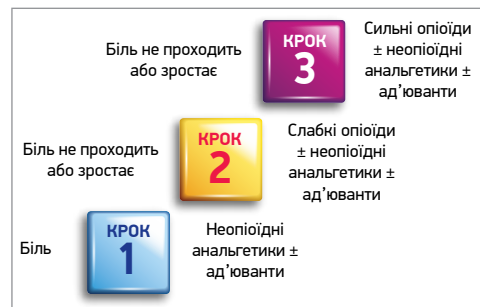 Біль не проходить
або зростає
КРОК
3
Сильні опіоїди
± неопіоїдні
анальгетики ±
ад’юванти
Біль не проходить
або зростає
КРОК
2
Слабкі опіоїди
± неопіоїдні
анальгетики ±
ад’юванти
Біль
КРОК
1
Неопіоїдні
анальгетики ±
ад’юванти